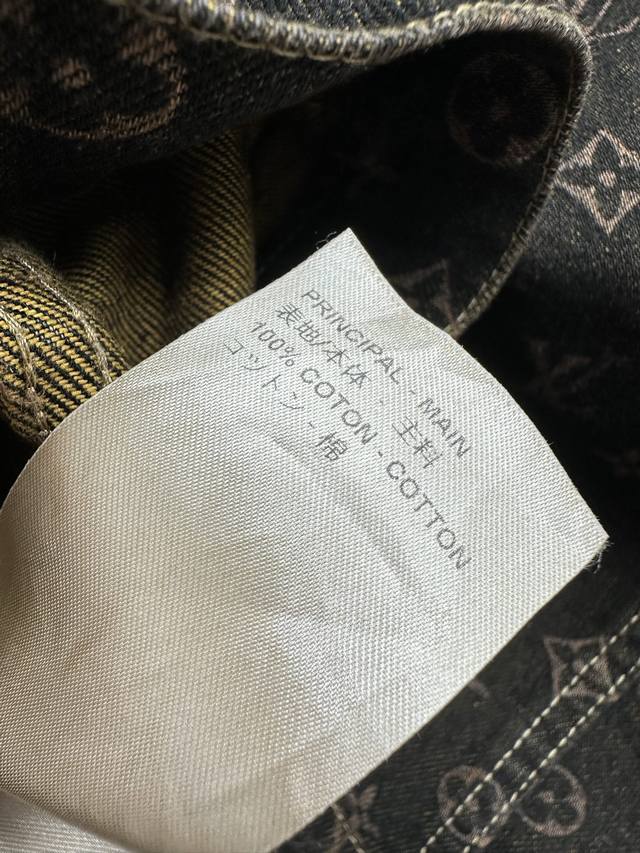 PRINCIPAL - MAIN
表地/本体 - 主料
100% COTON - COTTON
コットン - 棉